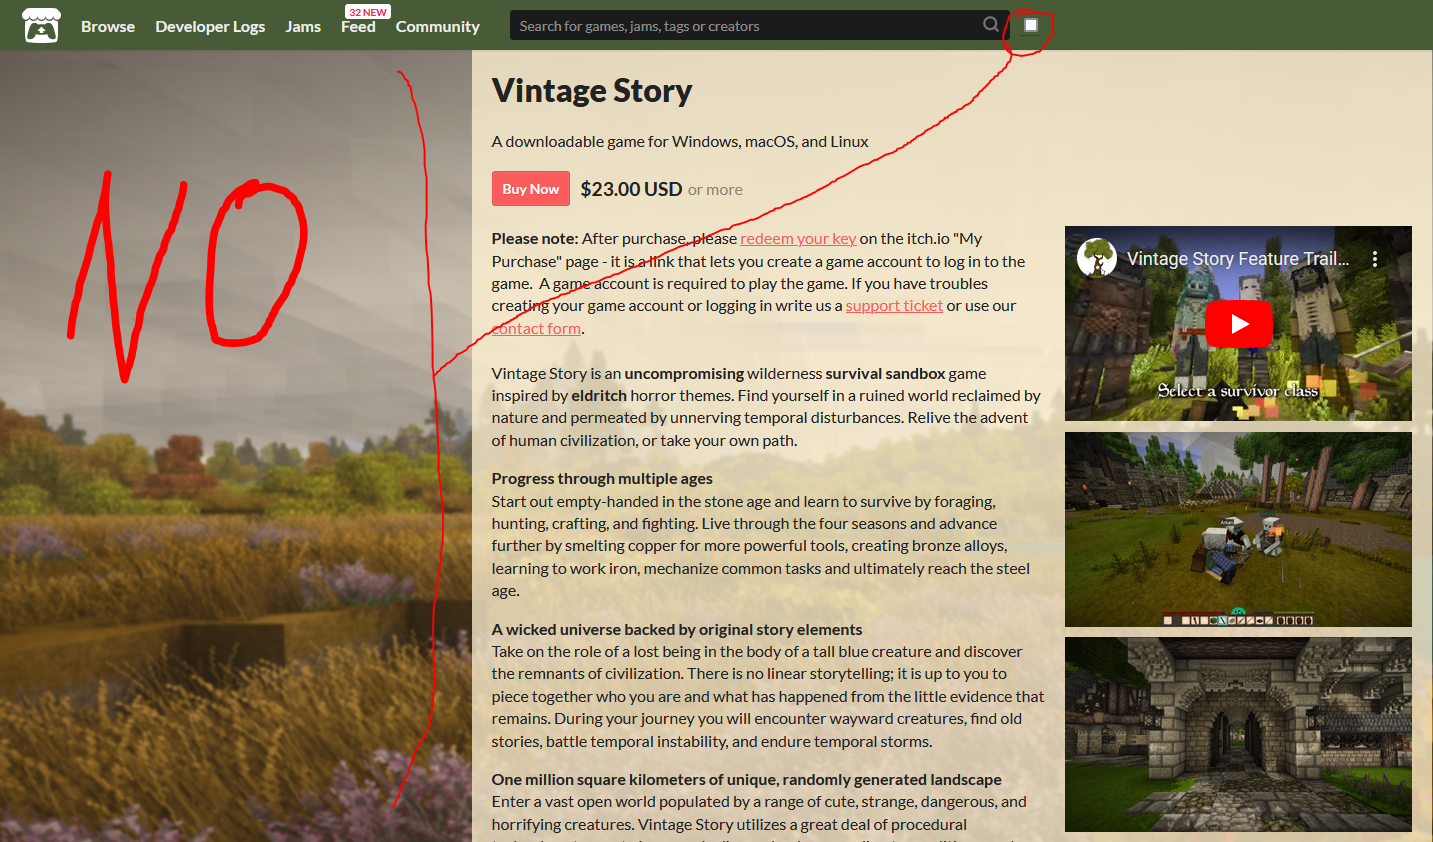 32 NEW
Browse Developer Logs Jams Feed Community Search for games, jams, tags or creators
NO
Vintage Story
A downloadable game for Windows, macOS, and Linux
Buy Now $23.00 USD or more
Please note: After purchase, please redeem your key on the itch.io "My
Purchase" page - it is a link that lets you create a game account to log in to the
game. A game account is required to play the game. If you have troubles
creating your game account or logging in write us a support ticket or use our
contact form.
Vintage Story is an uncompromising wilderness survival sandbox game
inspired by eldritch horror themes. Find yourself in a ruined world reclaimed by
nature and permeated by unnerving temporal disturbances. Relive the advent
of human civilization, or take your own path.
Progress through multiple ages
Start out empty-handed in the stone age and learn to survive by foraging,
hunting, crafting, and fighting. Live through the four seasons and advance
further by smelting copper for more powerful tools, creating bronze alloys,
learning to work iron, mechanize common tasks and ultimately reach the steel
age.
A wicked universe backed by original story elements
Take on the role of a lost being in the body of a tall blue creature and discover
the remnants of civilization. There is no linear storytelling; it is up to you to
piece together who you are and what has happened from the little evidence that
remains. During your journey you will encounter wayward creatures, find old
stories, battle temporal instability, and endure temporal storms.
One million square kilometers of unique, randomly generated landscape
Enter a vast open world populated by a range of cute, strange, dangerous, and
horrifying creatures. Vintage Story utilizes a great deal of procedural
Vintage Story Feature Trail...
Select a survivor class